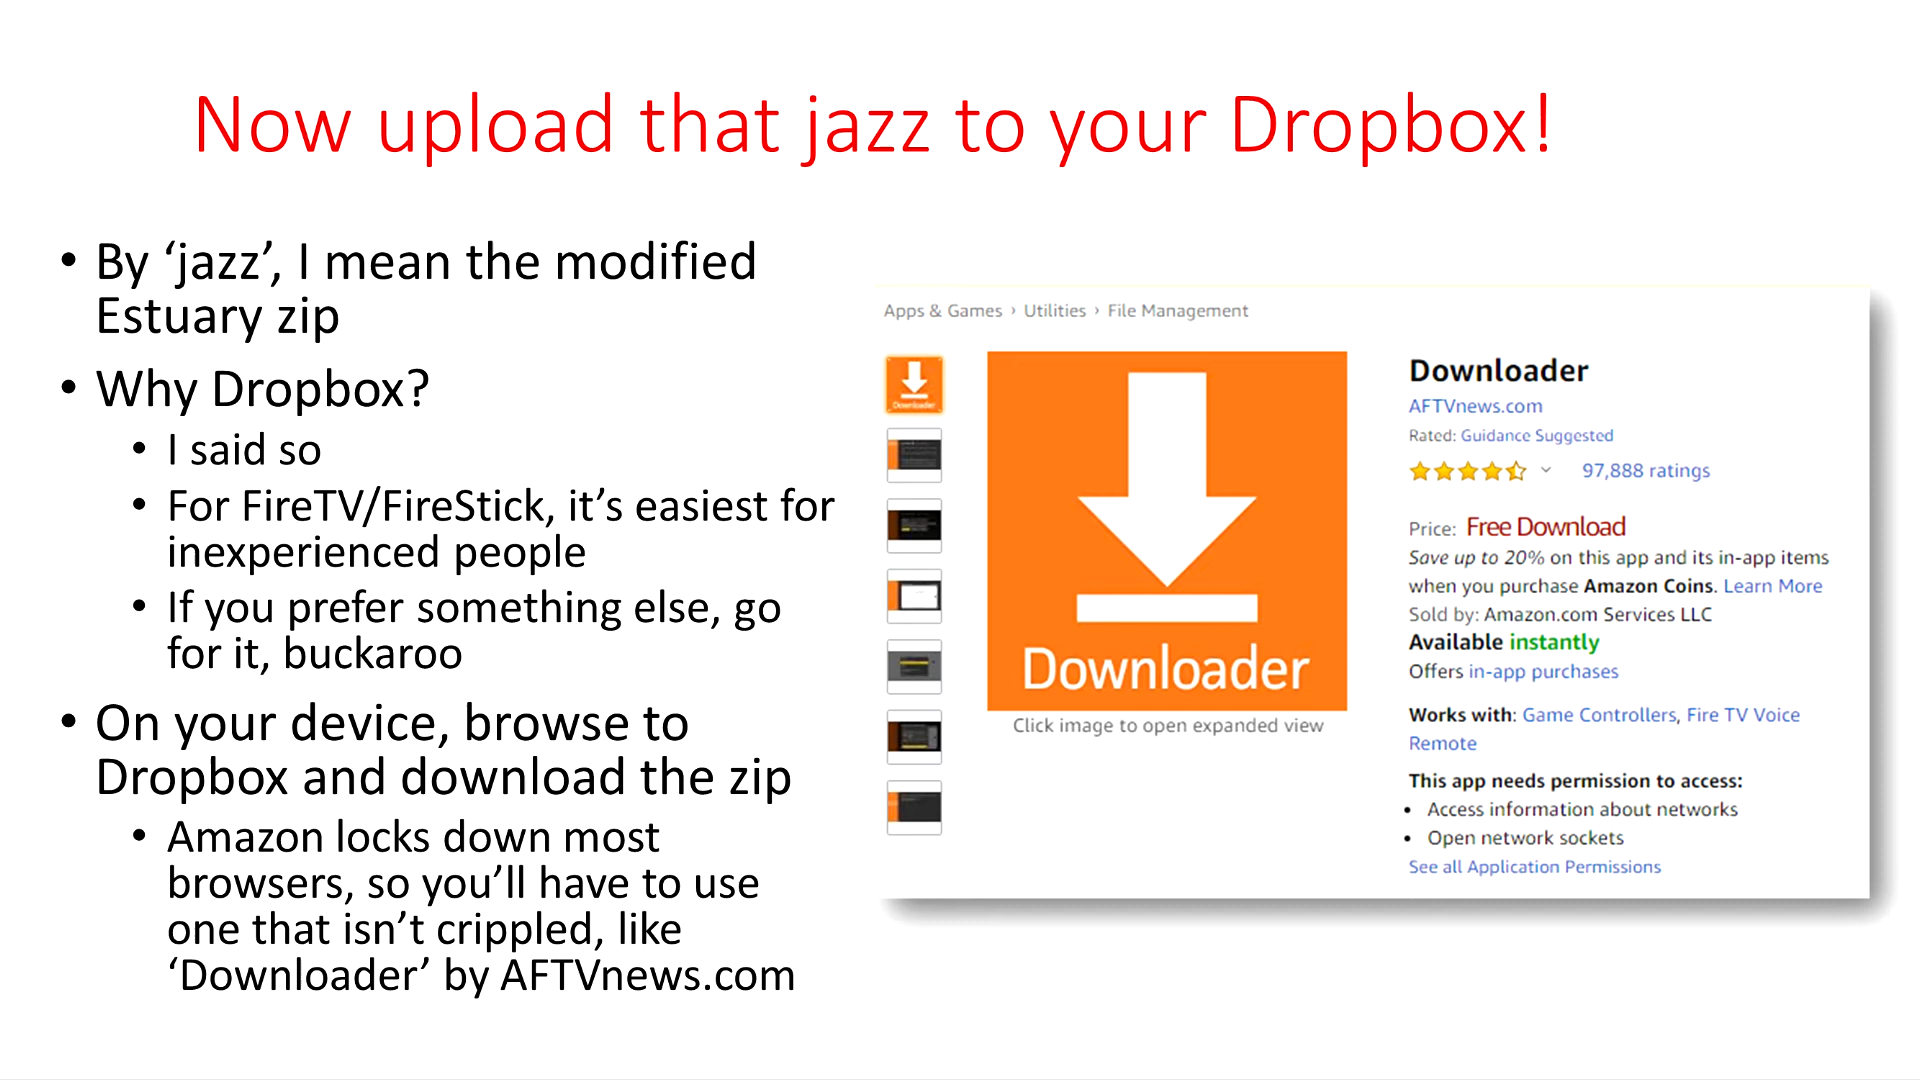 Now upload that jazz to your Dropbox!
• By ‘jazz’, I mean the modified
Estuary zip
• Why Dropbox?
• I said so
• For FireTV/FireStick, it’s easiest for
inexperienced people
• If you prefer something else, go
for it, buckaroo
• On your device, browse to
Dropbox and download the zip
• Amazon locks down most
browsers, so you’ll have to use
one that isn’t crippled, like
‘Downloader’ by AFTVnews.com
Apps & Games › Utilities › File Management
Downloader
Downloader
Click image to open expanded view
Downloader
AFTVnews.com
Rated: Guidance Suggested
97,888 ratings
Price: Free Download
Save up to 20% on this app and its in-app items
when you purchase Amazon Coins. Learn More
Sold by: Amazon.com Services LLC
Available instantly
Offers in-app purchases
Works with: Game Controllers, Fire TV Voice
Remote
This app needs permission to access:
• Access information about networks
• Open network sockets
See all Application Permissions